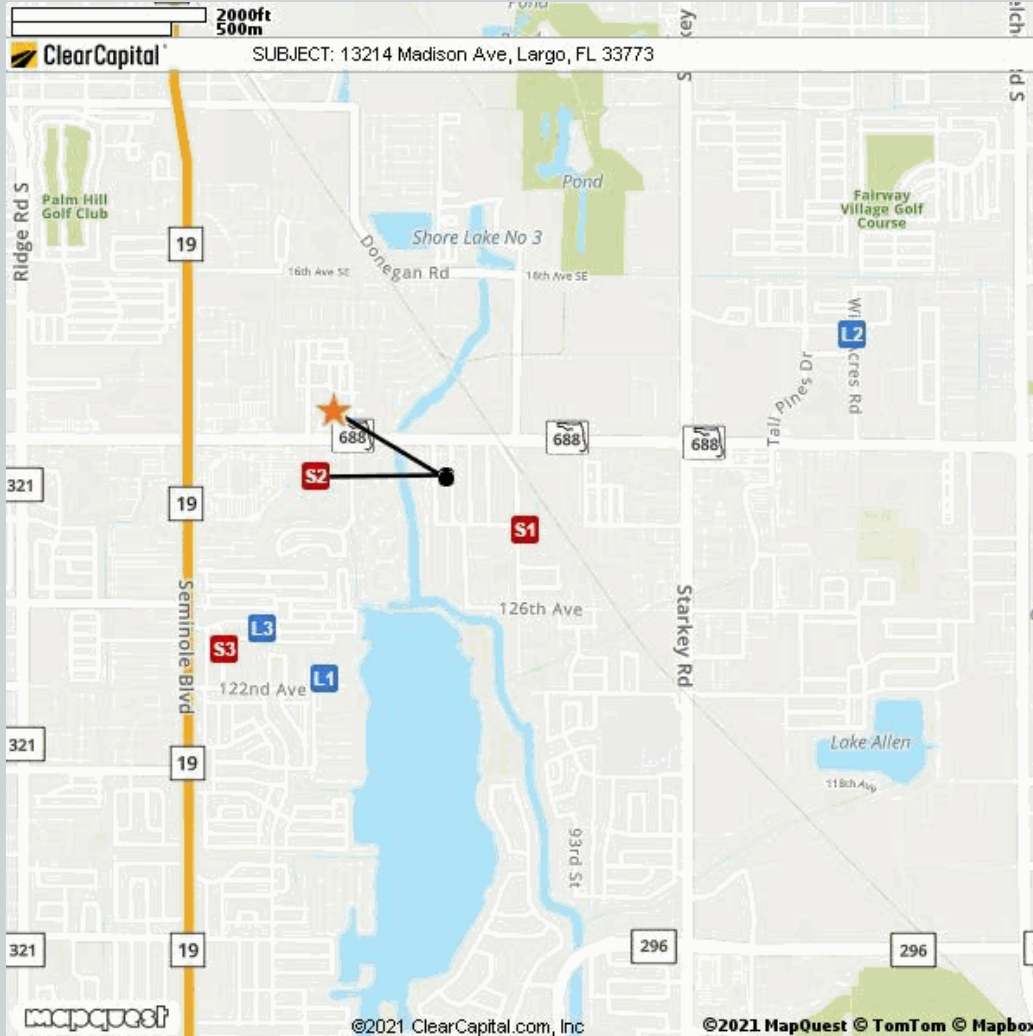 2000ft
500m
Pond
ClearCapital
SUBJECT: 13214 Madison Ave, Largo, FL 33773
Ridge Rd S
Palm Hill
Golf Club
19
Pond
Shore Lake No 3
Donegan Rd
16th Ave SE
16th Ave SE
Fairway
Village Golf
Course
L2
Acres Rd
Tall Pines Dr
688
688
688
S2
321
19
S1
Seminole Blvd
126th Ave
Starkey Rd
L3
S3
L1
122nd Ave
321
19
Lake Allen
118th Ave
93rd St
321
19
296
296
mapquest
©2021 ClearCapital.com, Inc
©2021 MapQuest © TomTom © Mapbo